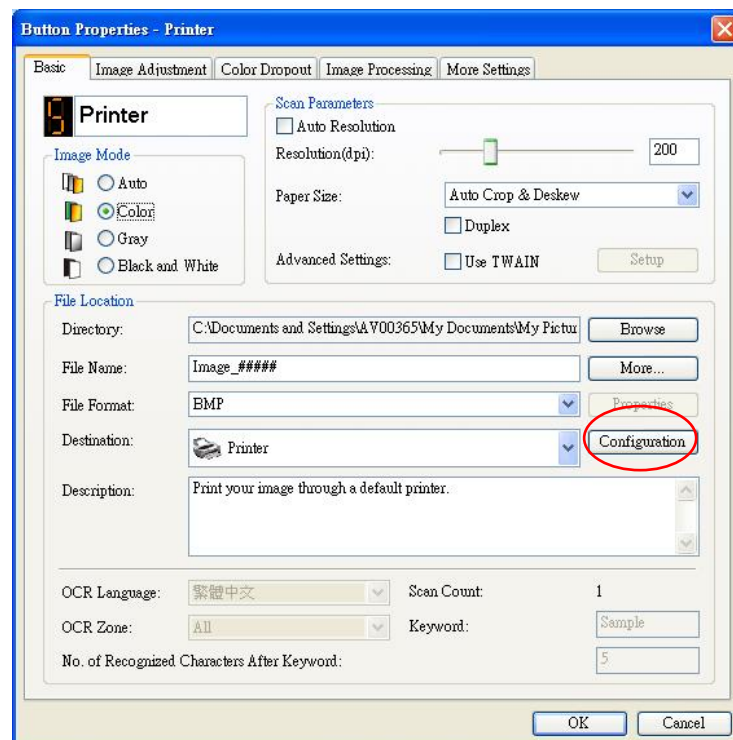 Button Properties - Printer
Basic Image Adjustment Color Dropout Image Processing More Settings
5 Printer
Image Mode
Auto
Color
Gray
Black and White
Scan Parameters
Auto Resolution
Resolution(dpi): 200
Paper Size: Auto Crop & Deskew
Duplex
Advanced Settings: Use TWAIN Setup
File Location
Directory: C:\Documents and Settings\AV00365\My Documents\My Pictur Browse
File Name: Image_##### More...
File Format: BMP Properties
Destination: Printer Configuration
Description: Print your image through a default printer.
OCR Language: 繁體中文 Scan Count: 1
OCR Zone: All Keyword: Sample
No. of Recognized Characters After Keyword: 5
OK Cancel